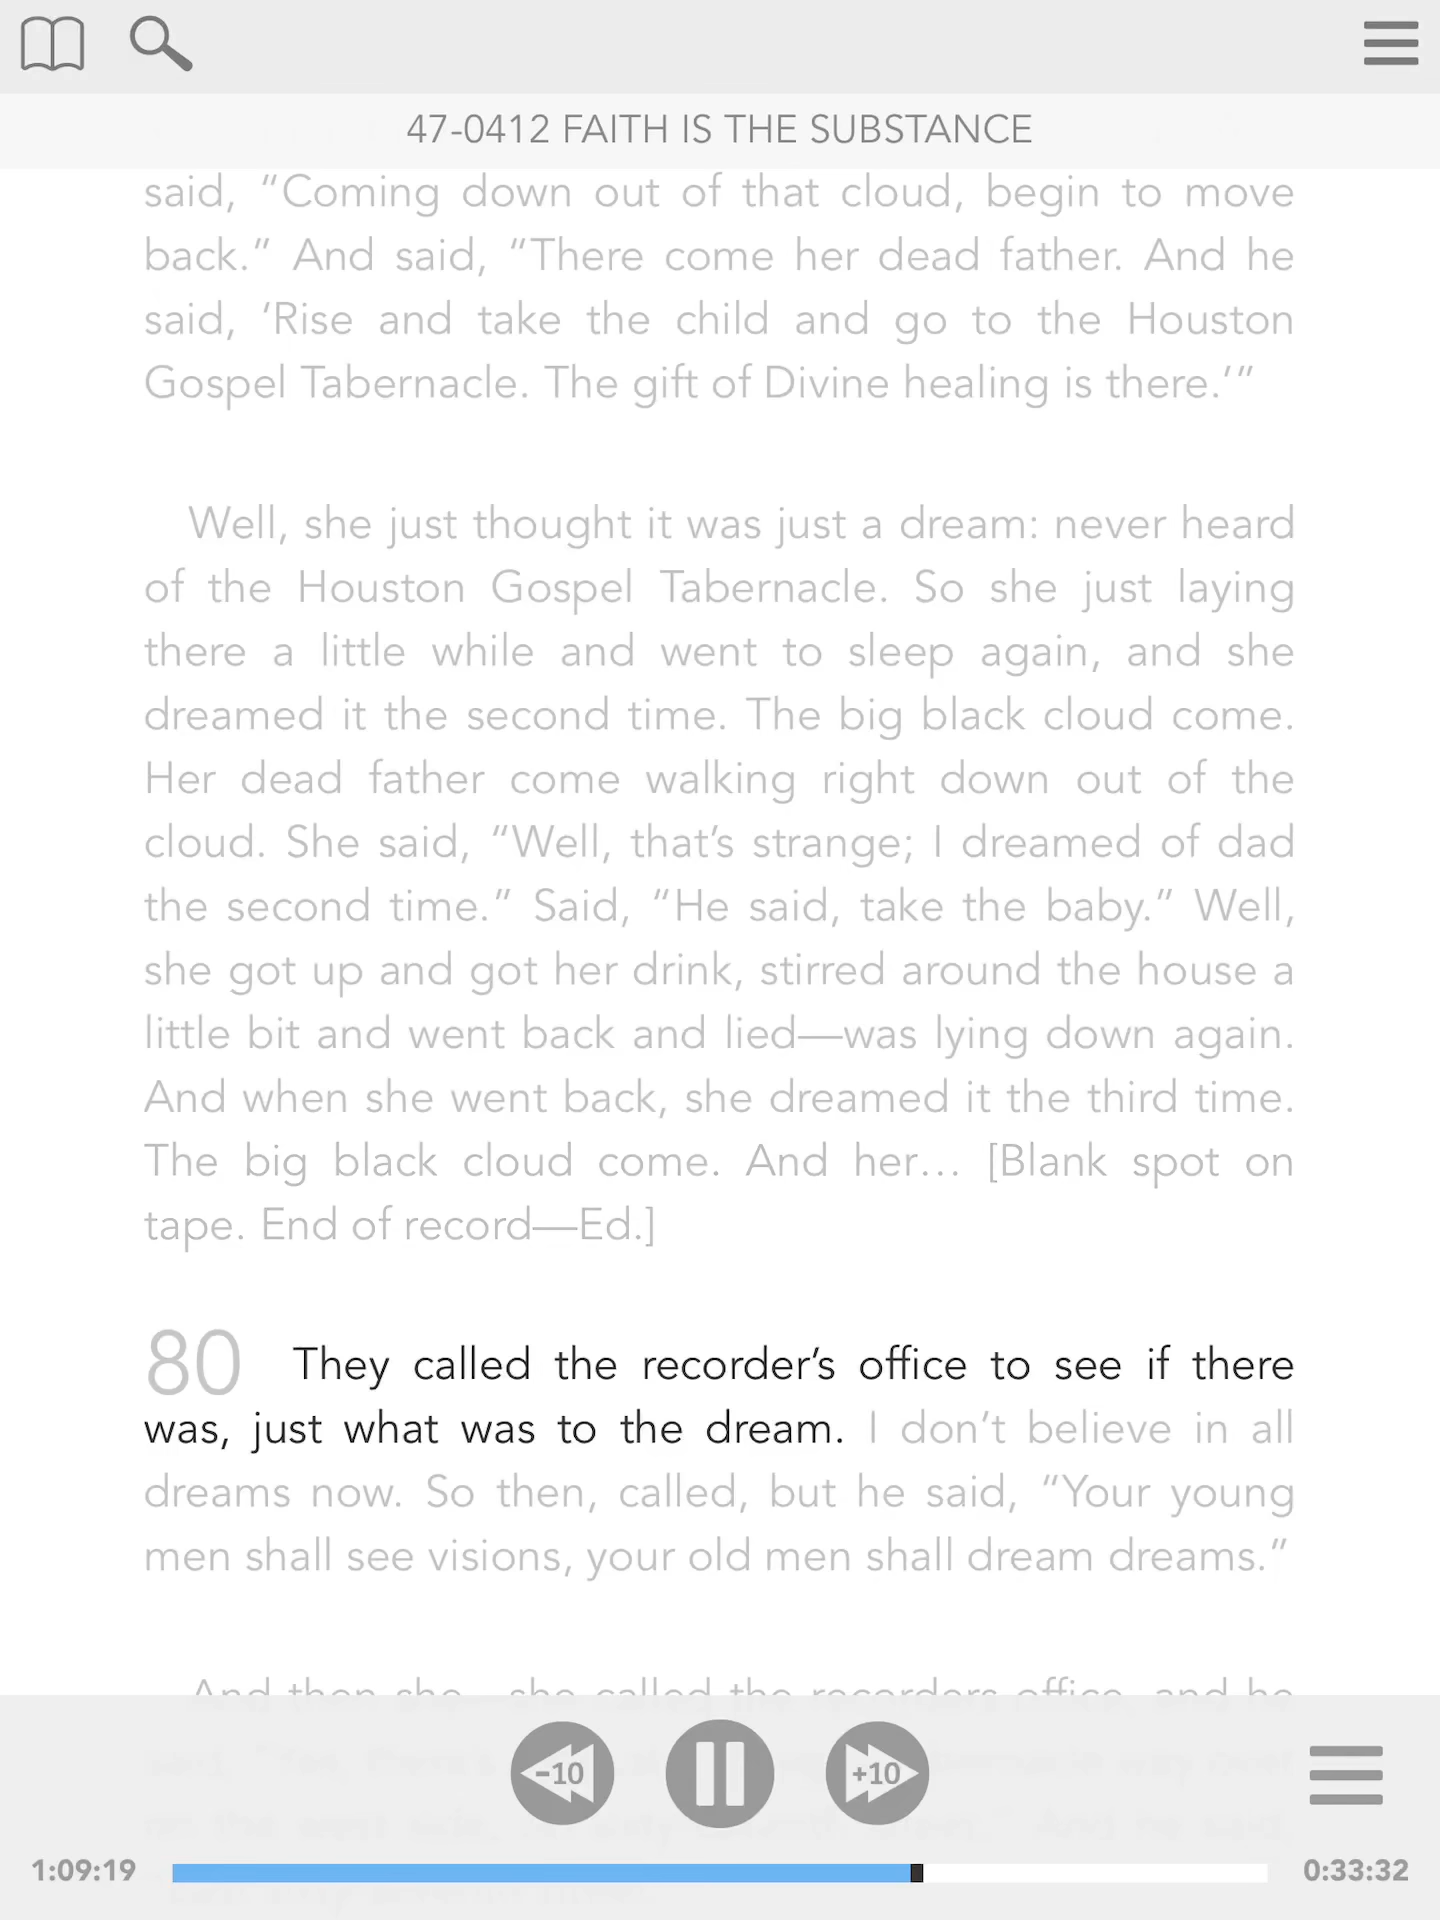 47-0412 FAITH IS THE SUBSTANCE
said, “Coming down out of that cloud, begin to move
back.” And said, “There come her dead father. And he
said, ‘Rise and take the child and go to the Houston
Gospel Tabernacle. The gift of Divine healing is there.’”
Well, she just thought it was just a dream: never heard
of the Houston Gospel Tabernacle. So she just laying
there a little while and went to sleep again, and she
dreamed it the second time. The big black cloud come.
Her dead father come walking right down out of the
cloud. She said, “Well, that’s strange; I dreamed of dad
the second time.” Said, “He said, take the baby.” Well,
she got up and got her drink, stirred around the house a
little bit and went back and lied—was lying down again.
And when she went back, she dreamed it the third time.
The big black cloud come. And her… [Blank spot on
tape. End of record—Ed.]
80 They called the recorder’s office to see if there
was, just what was to the dream. I don’t believe in all
dreams now. So then, called, but he said, “Your young
men shall see visions, your old men shall dream dreams.”
And then she—she called the recorders office, and he
-10
+10
1:09:19
0:33:32